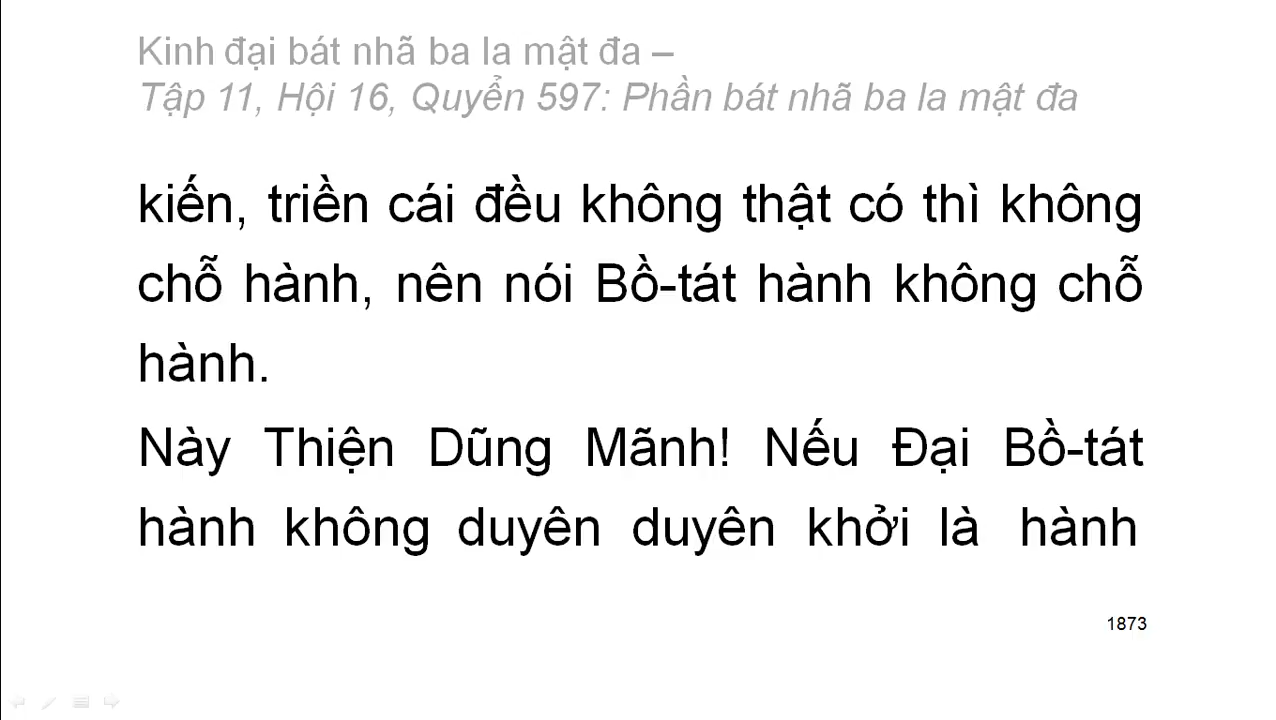 Kinh đại bát nhã ba la mật đa –
Tập 11, Hội 16, Quyển 597: Phần bát nhã ba la mật đa
kiến, triền cái đều không thật có thì không
chỗ hành, nên nói Bồ-tát hành không chỗ
hành.
Này Thiện Dũng Mãnh! Nếu Đại Bồ-tát
hành không duyên duyên khởi là hành
1873